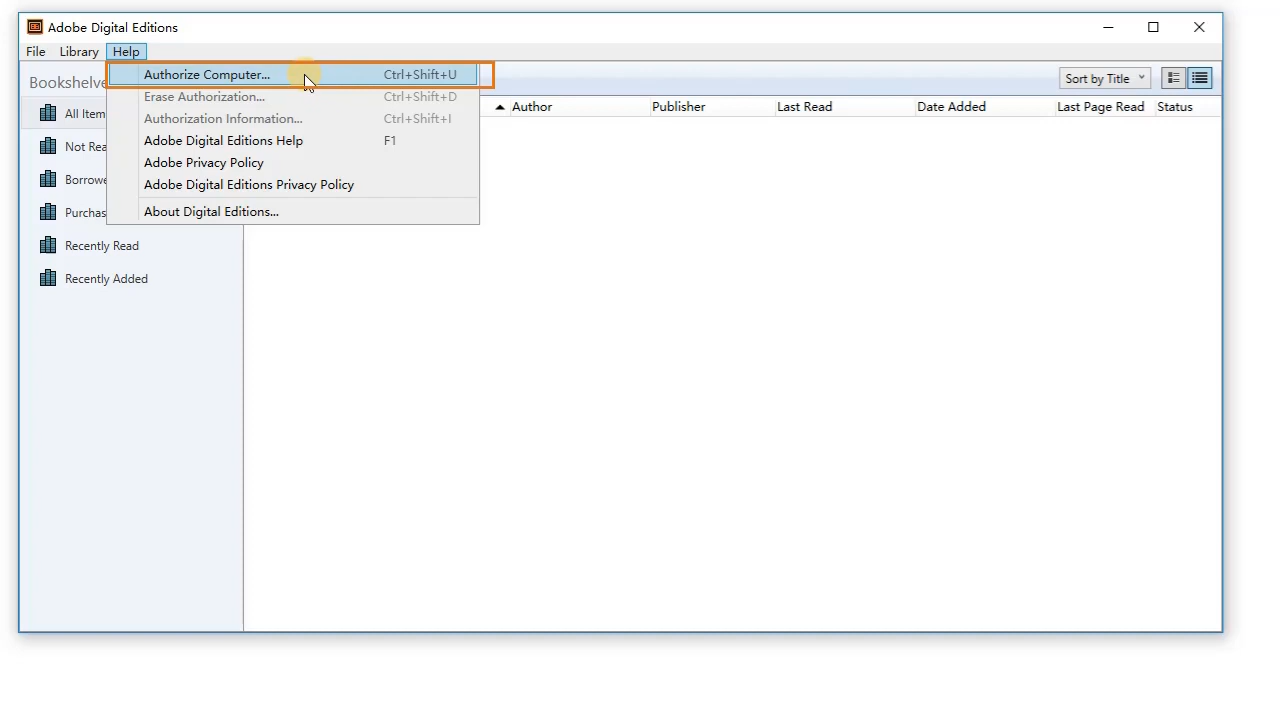 Adobe Digital Editions
File Library Help
Bookshelve
Authorize Computer... Ctrl+Shift+U
Erase Authorization... Ctrl+Shift+D
Authorization Information... Ctrl+Shift+I
Adobe Digital Editions Help F1
Adobe Privacy Policy
Adobe Digital Editions Privacy Policy
About Digital Editions...
Sort by Title
Author Publisher Last Read Date Added Last Page Read Status
All Item
Not Rea
Borrowe
Purchas
Recently Read
Recently Added